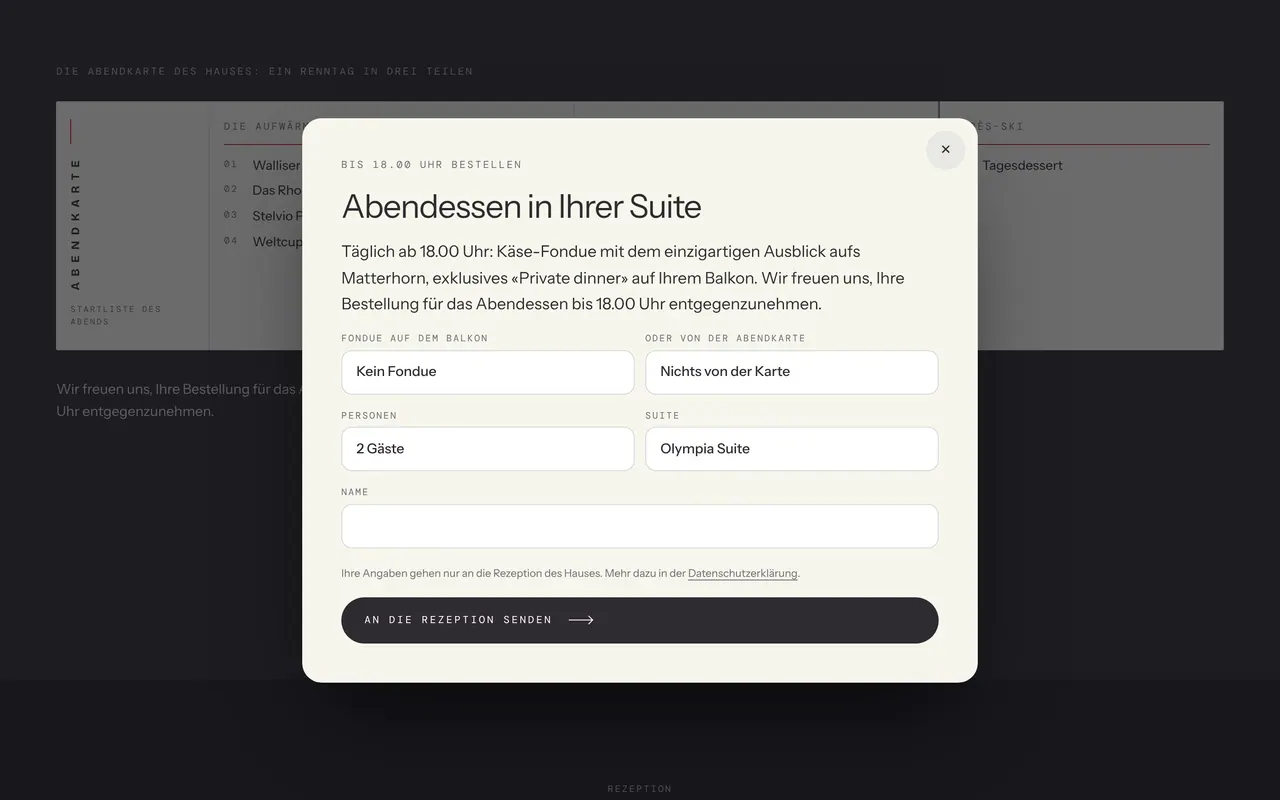 DIE ABENDKARTE DES HAUSES: EIN RENNTAG IN DREI TEILEN
ABENDKARTE
STARTLISTE DES
ABENDS
DIE
01 Walliser
02 Das
03 Stelvio
04
Tagesdessert
Wir freuen uns, Ihre Bestellung für das
Uhr entgegenzunehmen.
BIS 18.00 UHR BESTELLEN
×
Abendessen in Ihrer Suite
Täglich ab 18.00 Uhr: Käse-Fondue mit dem einzigartigen Ausblick aufs
Matterhorn, exklusives «Private dinner» auf Ihrem Balkon. Wir freuen uns, Ihre
Bestellung für das Abendessen bis 18.00 Uhr entgegenzunehmen.
FONDUE AUF DEM BALKON
ODER VON DER ABENDKARTE
Kein Fondue
Nichts von der Karte
PERSONEN
SUITE
2 Gäste
Olympia Suite
NAME
Ihre Angaben gehen nur an die Rezeption des Hauses. Mehr dazu in der Datenschutzerklärung.
AN DIE REZEPTION SENDEN
REZEPTION